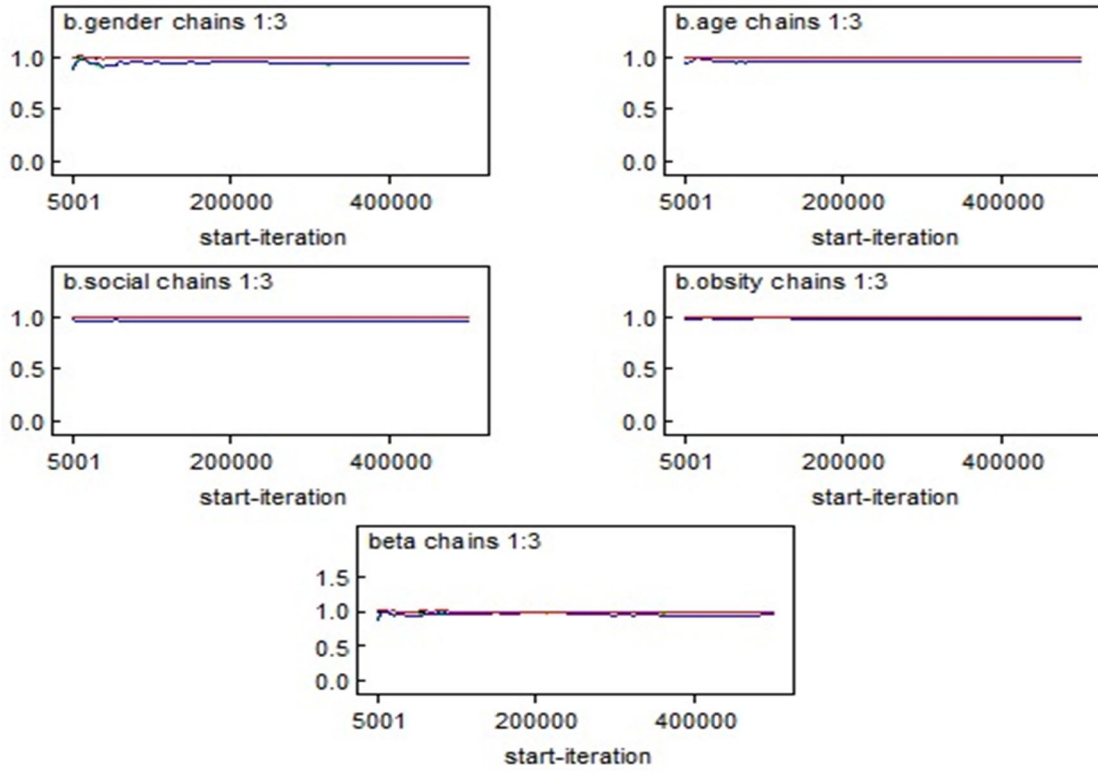 b.gender chains 1:3
1.0
0.5
0.0
5001 200000 400000
start-iteration
b.age chains 1:3
1.0
0.5
0.0
5001 200000 400000
start-iteration
b.social chains 1:3
1.0
0.5
0.0
5001 200000 400000
start-iteration
b.obsity chains 1:3
1.0
0.5
0.0
5001 200000 400000
start-iteration
beta chains 1:3
1.5
1.0
0.5
0.0
5001 200000 400000
start-iteration